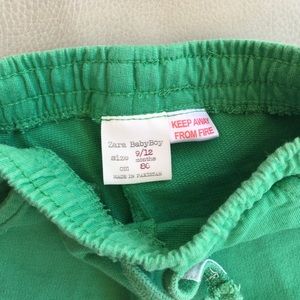 Zara BabyBoy
size 9/12
months
cm 80
MADE IN PAKISTAN
KEEP AWAY
FROM FIRE